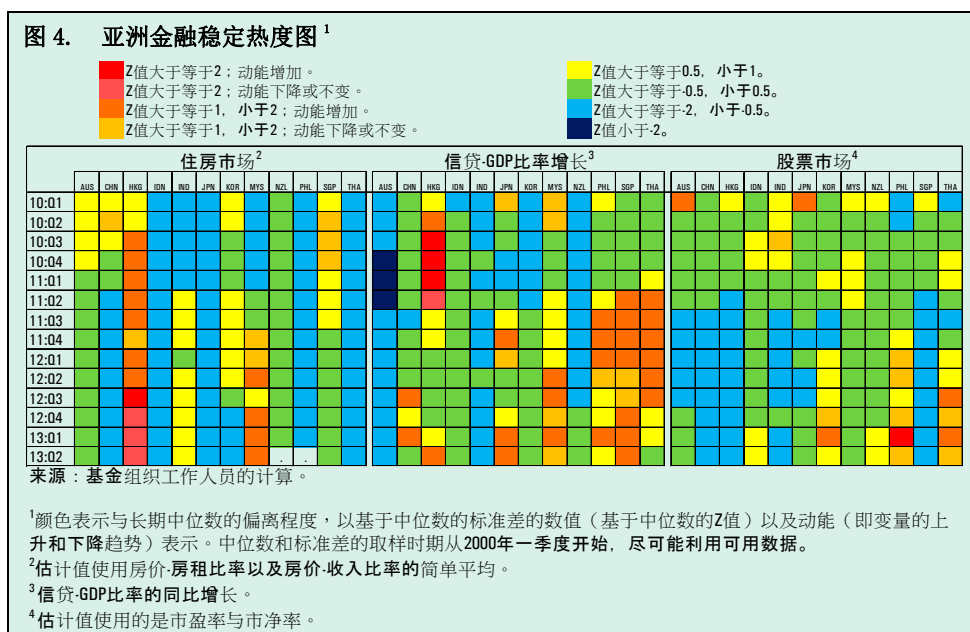 图 4. 亚洲金融稳定热度图 1
Z值大于等于2；动能增加。
Z值大于等于2；动能下降或不变。
Z值大于等于1，小于2；动能增加。
Z值大于等于1，小于2；动能下降或不变。
Z值大于等于0.5，小于1。
Z值大于等于-0.5，小于0.5。
Z值大于等于-2，小于-0.5。
Z值小于-2。
住房市场2 信贷-GDP比率增长3 股票市场4
AUS CHN HKG IDN IND JPN KOR MYS NZL PHL SGP THA AUS CHN HKG IDN IND JPN KOR MYS NZL PHL SGP THA AUS CHN HKG IDN IND JPN KOR MYS NZL PHL SGP THA
10:Q1
10:Q2
10:Q3
10:Q4
11:Q1
11:Q2
11:Q3
11:Q4
12:Q1
12:Q2
12:Q3
12:Q4
13:Q1
13:Q2 . .
来源：基金组织工作人员的计算。
1颜色表示与长期中位数的偏离程度，以基于中位数的标准差的数值（基于中位数的Z值）以及动能（即变量的上
升和下降趋势）表示。中位数和标准差的取样时期从2000年一季度开始，尽可能利用可用数据。
2估计值使用房价-房租比率以及房价-收入比率的简单平均。
3信贷-GDP比率的同比增长。
4估计值使用的是市盈率与市净率。